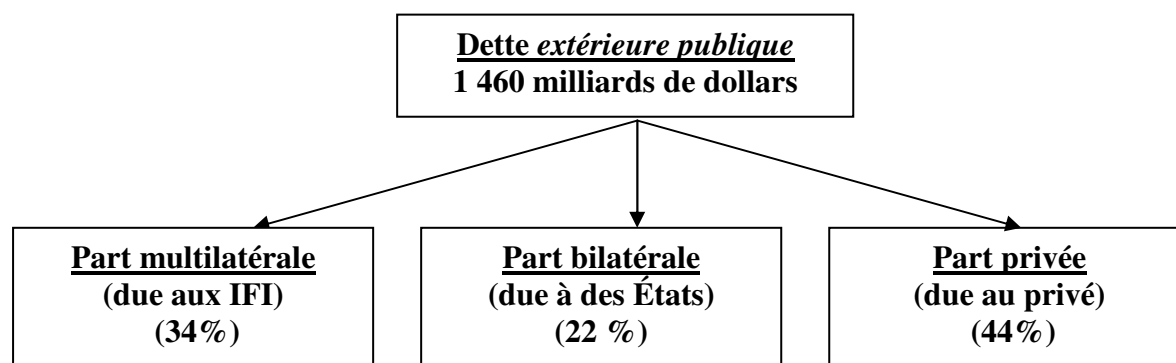 Dette extérieure publique
1 460 milliards de dollars
Part multilatérale
(due aux IFI)
(34%)
Part bilatérale
(due à des États)
(22 %)
Part privée
(due au privé)
(44%)